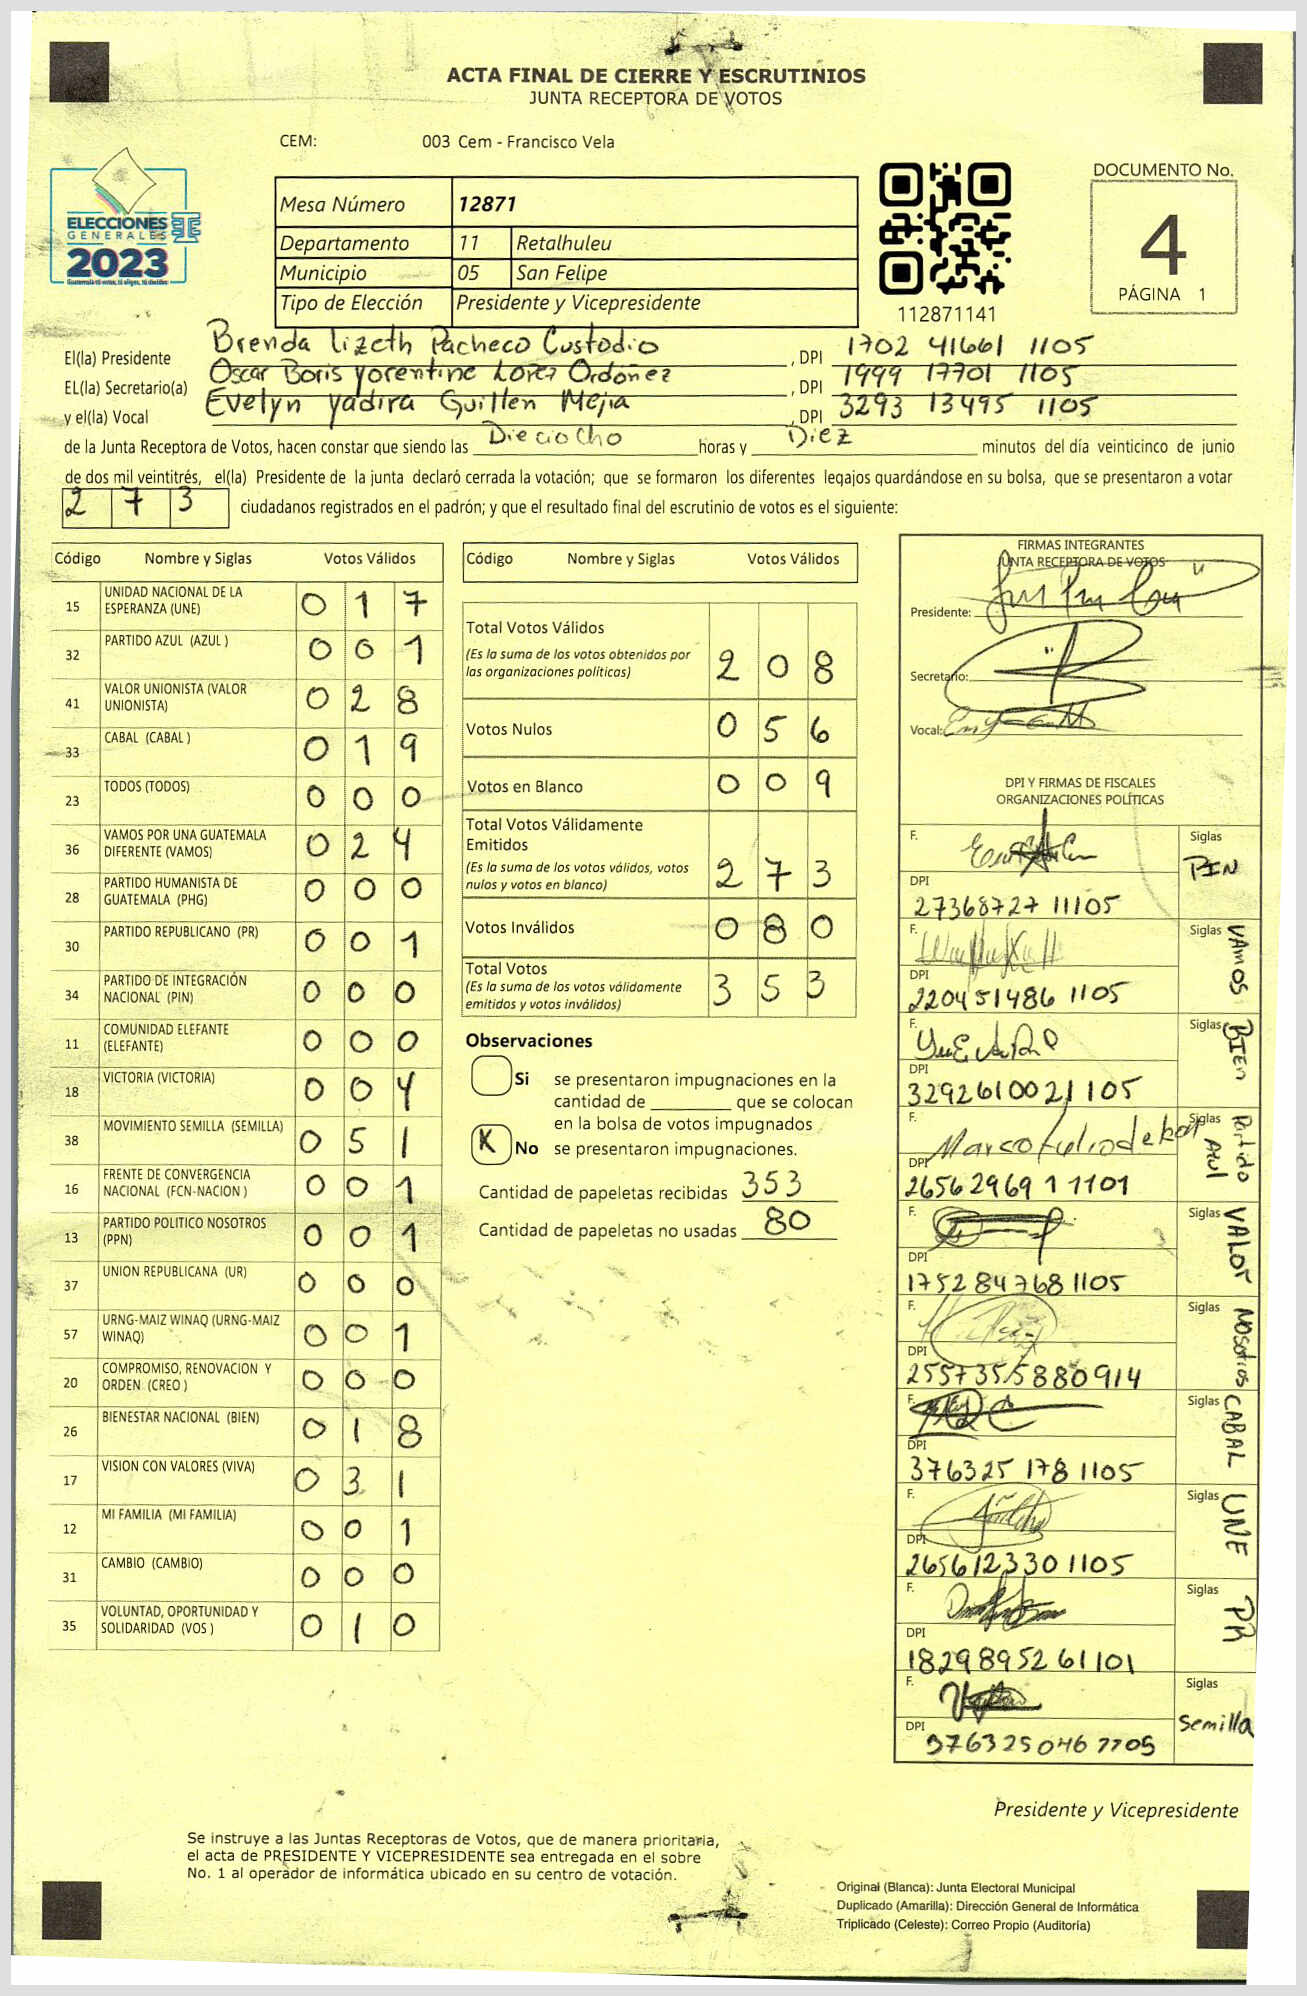 ACTA FINAL DE CIERRE Y ESCRUTINIOS
JUNTA RECEPTORA DE VOTOS
CEM: 003 Cem - Francisco Vela
ELECCIONES
GENERALES
2023
Guatemala tú votas, tú eliges, tú decides
Mesa Número 12871
Departamento 11 Retalhuleu
Municipio 05 San Felipe
Tipo de Elección Presidente y Vicepresidente
112871141
DOCUMENTO No.
4
PÁGINA 1
El(la) Presidente Brenda Lizeth Pacheco Custodio, DPI 1702 41661 1105
EL(la) Secretario(a) Oscar Boris Yorentine Lopez Ordoñez, DPI 1999 17701 1105
y el(la) Vocal Evelyn Yadira Guillen Mejia, DPI 3293 13495 1105
de la Junta Receptora de Votos, hacen constar que siendo las Dieciocho horas y Diez minutos del día veinticinco de junio
de dos mil veintitrés, el(la) Presidente de la junta declaró cerrada la votación; que se formaron los diferentes legajos guardándose en su bolsa, que se presentaron a votar
273 ciudadanos registrados en el padrón; y que el resultado final del escrutinio de votos es el siguiente:
Código Nombre y Siglas Votos Válidos
15 UNIDAD NACIONAL DE LA ESPERANZA (UNE) 0 1 7
32 PARTIDO AZUL (AZUL ) 0 0 1
41 VALOR UNIONISTA (VALOR UNIONISTA) 0 2 8
33 CABAL (CABAL ) 0 1 9
23 TODOS (TODOS) 0 0 0
36 VAMOS POR UNA GUATEMALA DIFERENTE (VAMOS) 0 2 4
28 PARTIDO HUMANISTA DE GUATEMALA (PHG) 0 0 0
30 PARTIDO REPUBLICANO (PR) 0 0 1
34 PARTIDO DE INTEGRACIÓN NACIONAL (PIN) 0 0 0
11 COMUNIDAD ELEFANTE (ELEFANTE) 0 0 0
18 VICTORIA (VICTORIA) 0 0 4
38 MOVIMIENTO SEMILLA (SEMILLA) 0 5 1
16 FRENTE DE CONVERGENCIA NACIONAL (FCN-NACION ) 0 0 1
13 PARTIDO POLITICO NOSOTROS (PPN) 0 0 1
37 UNION REPUBLICANA (UR) 0 0 0
57 URNG-MAIZ WINAQ (URNG-MAIZ WINAQ) 0 0 1
20 COMPROMISO, RENOVACION Y ORDEN (CREO ) 0 0 0
26 BIENESTAR NACIONAL (BIEN) 0 1 8
17 VISION CON VALORES (VIVA) 0 3 1
12 MI FAMILIA (MI FAMILIA) 0 0 1
31 CAMBIO (CAMBIO) 0 0 0
35 VOLUNTAD, OPORTUNIDAD Y SOLIDARIDAD (VOS ) 0 1 0
Código Nombre y Siglas Votos Válidos
Total Votos Válidos
(Es la suma de los votos obtenidos por las organizaciones políticas) 2 0 8
Votos Nulos 0 5 6
Votos en Blanco 0 0 9
Total Votos Válidamente Emitidos
(Es la suma de los votos válidos, votos nulos y votos en blanco) 2 7 3
Votos Inválidos 0 8 0
Total Votos
(Es la suma de los votos válidamente emitidos y votos inválidos) 3 5 3
Observaciones
Si se presentaron impugnaciones en la
cantidad de ________ que se colocan
en la bolsa de votos impugnados
X No se presentaron impugnaciones.
Cantidad de papeletas recibidas 353
Cantidad de papeletas no usadas 80
FIRMAS INTEGRANTES
JUNTA RECEPTORA DE VOTOS
Presidente:
Secretario:
Vocal:
DPI Y FIRMAS DE FISCALES
ORGANIZACIONES POLÍTICAS
F. Siglas PIN
DPI 27368727 11105
F. Siglas VAMOS
DPI 220451486 1105
F. Siglas BIEN
DPI 3292610021105
F. Siglas Partido Azul
DPI 2656296911101
F. Siglas VALOR
DPI 1752847681105
F. Siglas NOSOTROS
DPI 2557355880914
F. Siglas CABAL
DPI 376325 178 1105
F. Siglas UNE
DPI 2656123301105
F. Siglas PR
DPI 1829895261101
F. Siglas Semilla
DPI 3763250461105
Presidente y Vicepresidente
Se instruye a las Juntas Receptoras de Votos, que de manera prioritaria,
el acta de PRESIDENTE Y VICEPRESIDENTE sea entregada en el sobre
No. 1 al operador de informática ubicado en su centro de votación.
Original (Blanca): Junta Electoral Municipal
Duplicado (Amarilla): Dirección General de Informática
Triplicado (Celeste): Correo Propio (Auditoría)